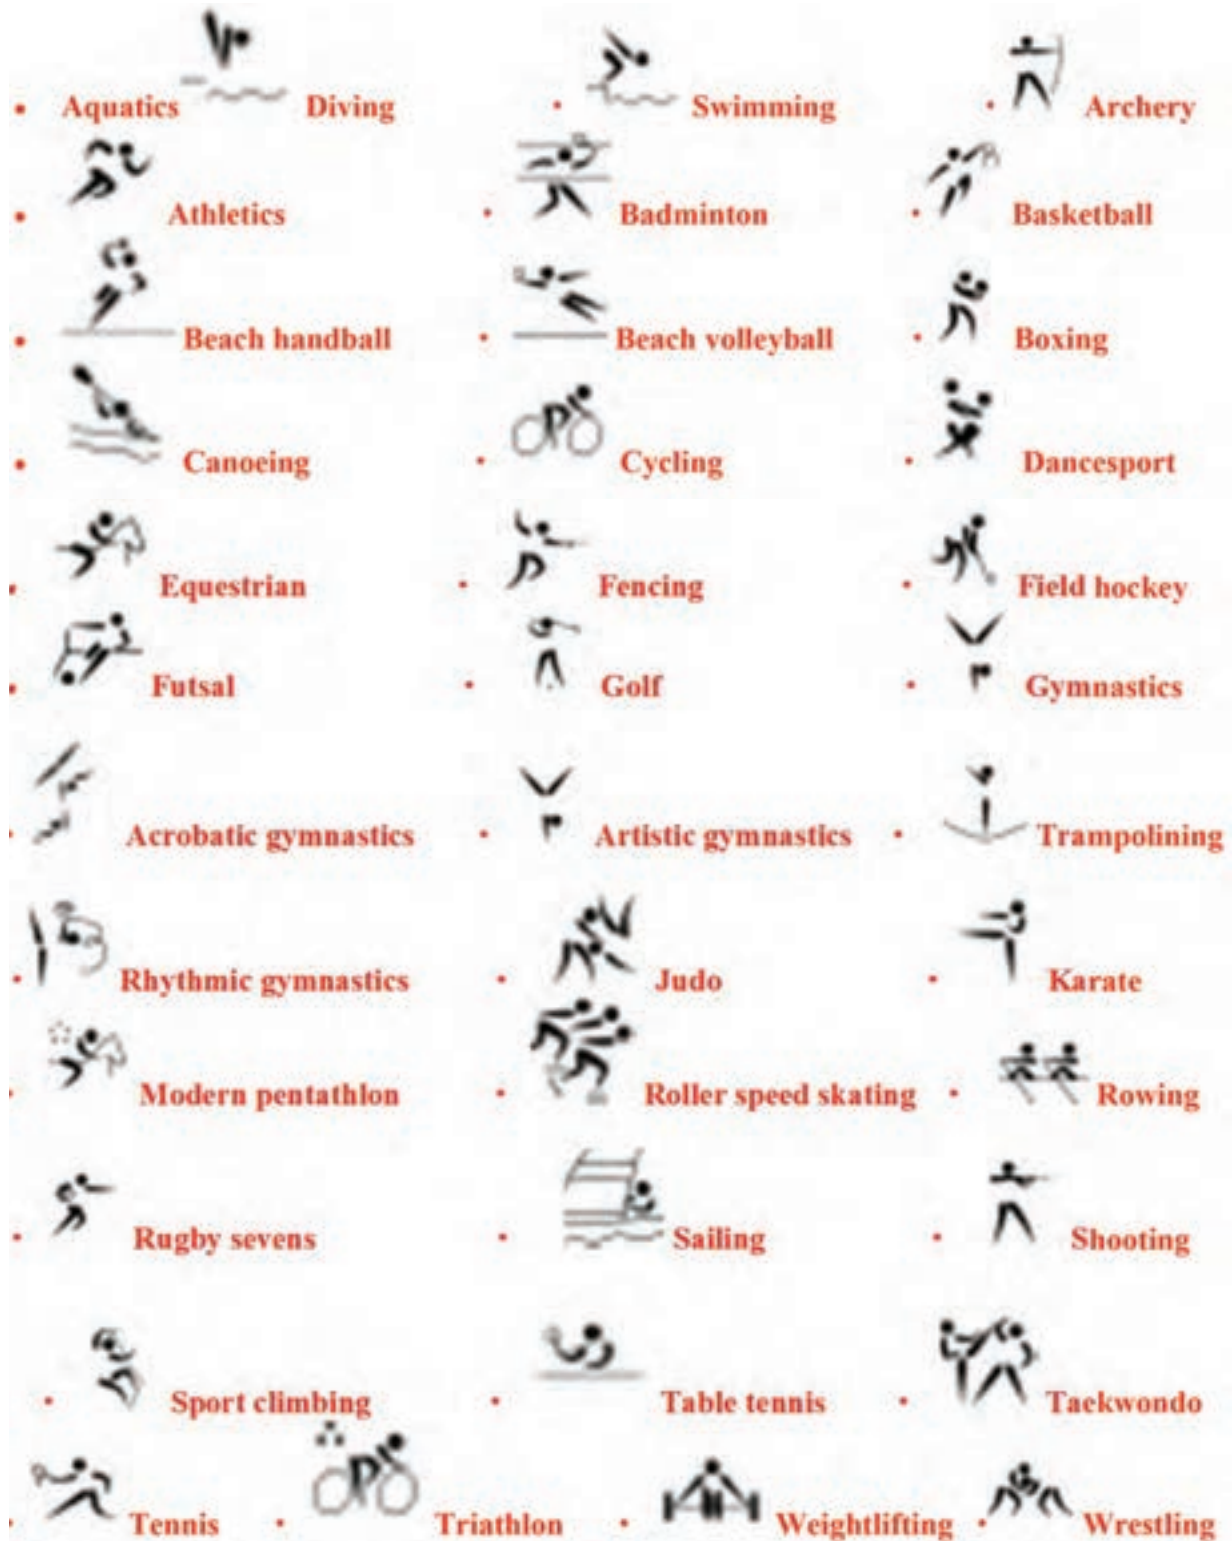 • Aquatics Diving • Swimming • Archery
• Athletics • Badminton • Basketball
• Beach handball • Beach volleyball • Boxing
• Canoeing • Cycling • Dancesport
• Equestrian • Fencing • Field hockey
• Futsal • Golf • Gymnastics
• Acrobatic gymnastics • Artistic gymnastics • Trampolining
• Rhythmic gymnastics • Judo • Karate
• Modern pentathlon • Roller speed skating • Rowing
• Rugby sevens • Sailing • Shooting
• Sport climbing • Table tennis • Taekwondo
• Tennis • Triathlon • Weightlifting • Wrestling